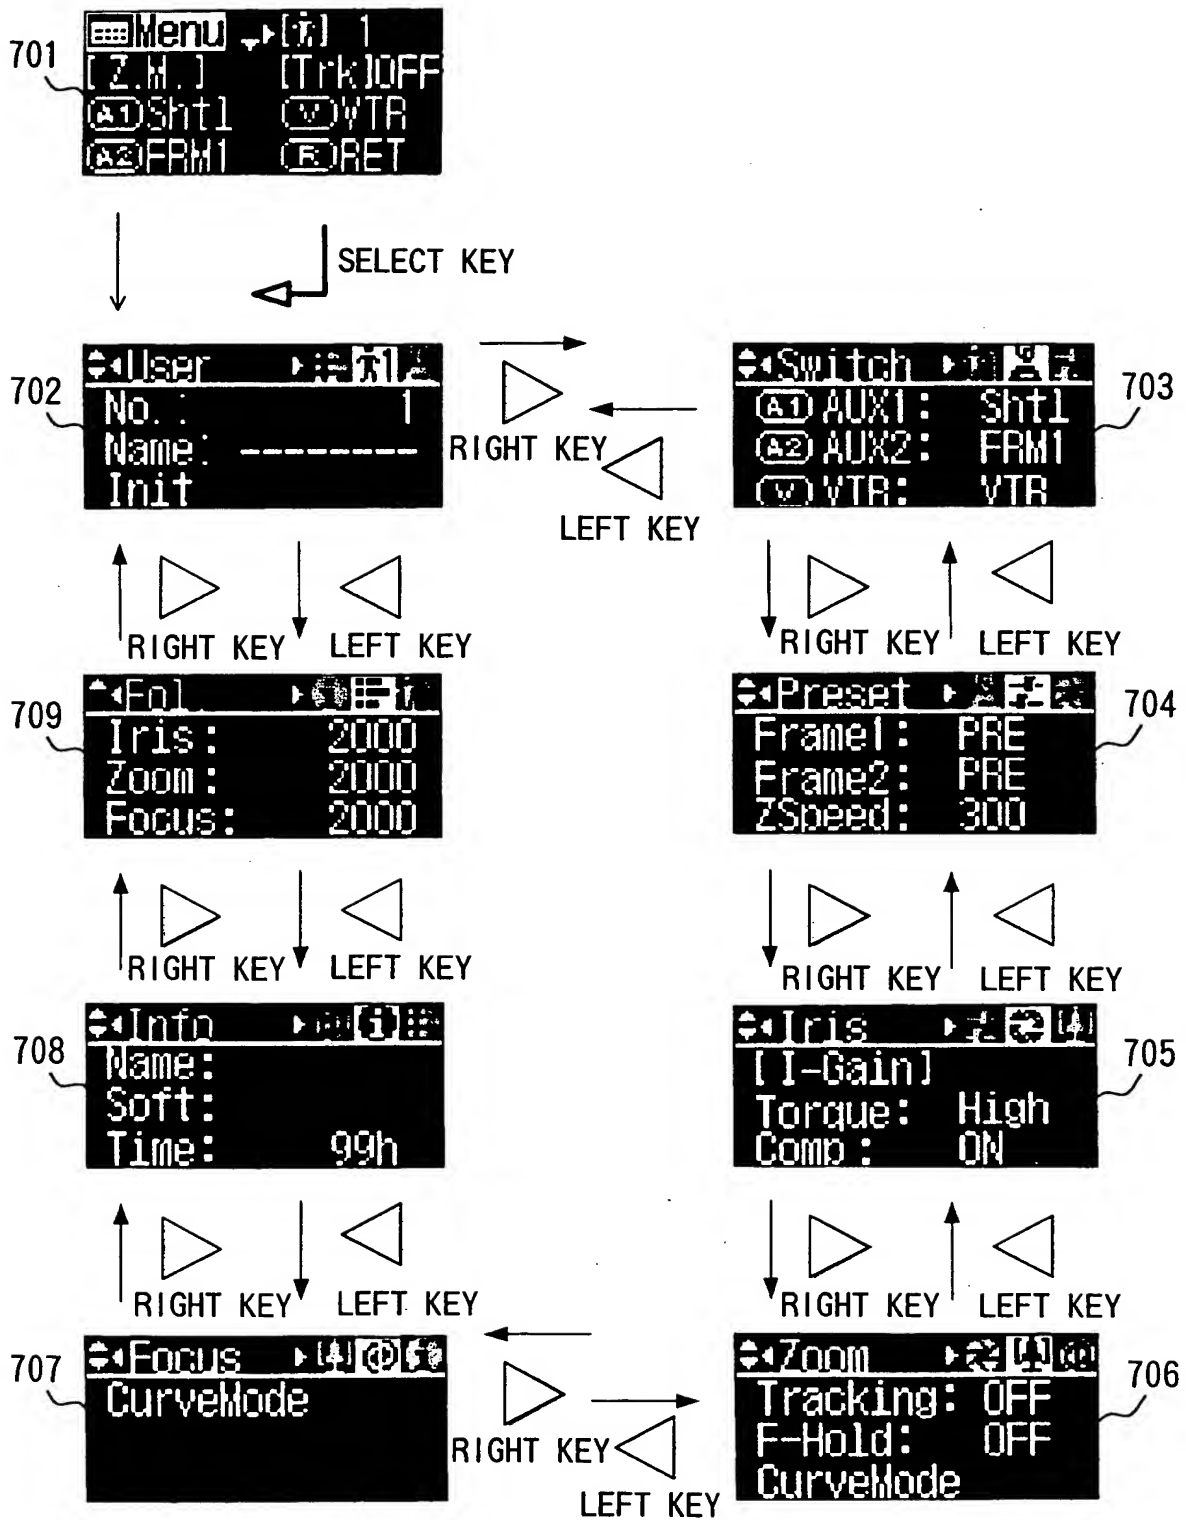 701
Menu 1
[Z.M.] [Trk]OFF
A1 Shtl V VTR
A2 FRM1 R RET
SELECT KEY
702
User 1
No.: 1
Name: --------
Init
RIGHT KEY
LEFT KEY
703
Switch
A1 AUX1: Shtl
A2 AUX2: FRM1
V VTR: VTR
RIGHT KEY LEFT KEY
RIGHT KEY LEFT KEY
709
Fol
Iris: 2000
Zoom: 2000
Focus: 2000
704
Preset
Frame1: PRE
Frame2: PRE
ZSpeed: 300
RIGHT KEY LEFT KEY
RIGHT KEY LEFT KEY
708
Info i
Name:
Soft:
Time: 99h
705
Iris
[I-Gain]
Torque: High
Comp: ON
RIGHT KEY LEFT KEY
RIGHT KEY LEFT KEY
707
Focus
CurveMode
RIGHT KEY
LEFT KEY
706
Zoom
Tracking: OFF
F-Hold: OFF
CurveMode